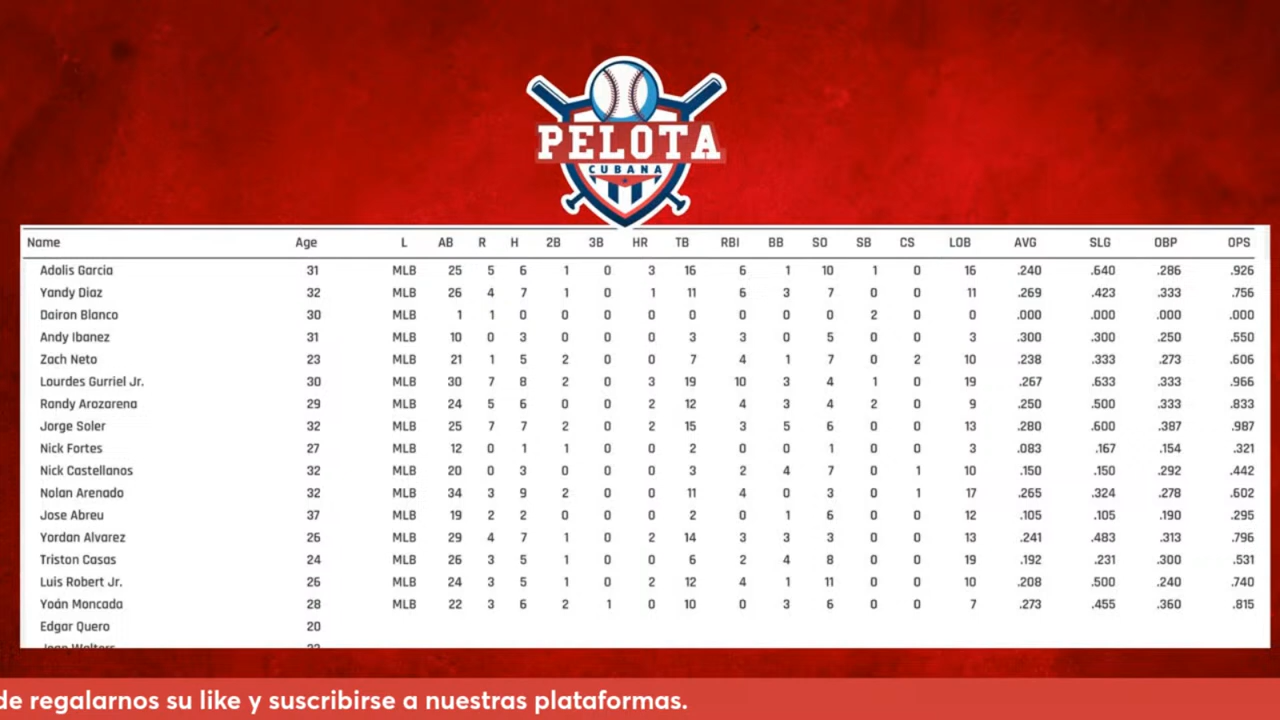 PELOTA
CUBANA
Name Age L AB R H 2B 3B HR TB RBI BB SO SB CS LOB AVG SLG OBP OPS
Adolis Garcia 31 MLB 25 5 6 1 0 3 16 6 1 10 1 0 16 .240 .640 .286 .926
Yandy Diaz 32 MLB 26 4 7 1 0 1 11 6 3 7 0 0 11 .269 .423 .333 .756
Dairon Blanco 30 MLB 1 1 0 0 0 0 0 0 0 0 2 0 0 .000 .000 .000 .000
Andy Ibanez 31 MLB 10 0 3 0 0 0 3 3 0 5 0 0 3 .300 .300 .250 .550
Zach Neto 23 MLB 21 1 5 2 0 0 7 4 1 7 0 2 10 .238 .333 .273 .606
Lourdes Gurriel Jr. 30 MLB 30 7 8 2 0 3 19 10 3 4 1 0 19 .267 .633 .333 .966
Randy Arozarena 29 MLB 24 5 6 0 0 2 12 4 3 4 2 0 9 .250 .500 .333 .833
Jorge Soler 32 MLB 25 7 7 2 0 2 15 3 5 6 0 0 13 .280 .600 .387 .987
Nick Fortes 27 MLB 12 0 1 1 0 0 2 0 0 1 0 0 3 .083 .167 .154 .321
Nick Castellanos 32 MLB 20 0 3 0 0 0 3 2 4 7 0 1 10 .150 .150 .292 .442
Nolan Arenado 32 MLB 34 3 9 2 0 0 11 4 0 3 0 1 17 .265 .324 .278 .602
Jose Abreu 37 MLB 19 2 2 0 0 0 2 0 1 6 0 0 12 .105 .105 .190 .295
Yordan Alvarez 26 MLB 29 4 7 1 0 2 14 3 3 3 0 0 13 .241 .483 .313 .796
Triston Casas 24 MLB 26 3 5 1 0 0 6 2 4 8 0 0 19 .192 .231 .300 .531
Luis Robert Jr. 26 MLB 24 3 5 1 0 2 12 4 1 11 0 0 10 .208 .500 .240 .740
Yoán Moncada 28 MLB 22 3 6 2 1 0 10 0 3 6 0 0 7 .273 .455 .360 .815
Edgar Quero 20
de regalarnos su like y suscribirse a nuestras plataformas.